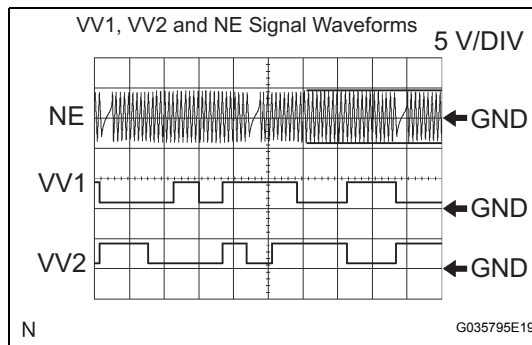 VV1, VV2 and NE Signal Waveforms
5 V/DIV
NE
GND
VV1
GND
VV2
GND
N
G035795E19